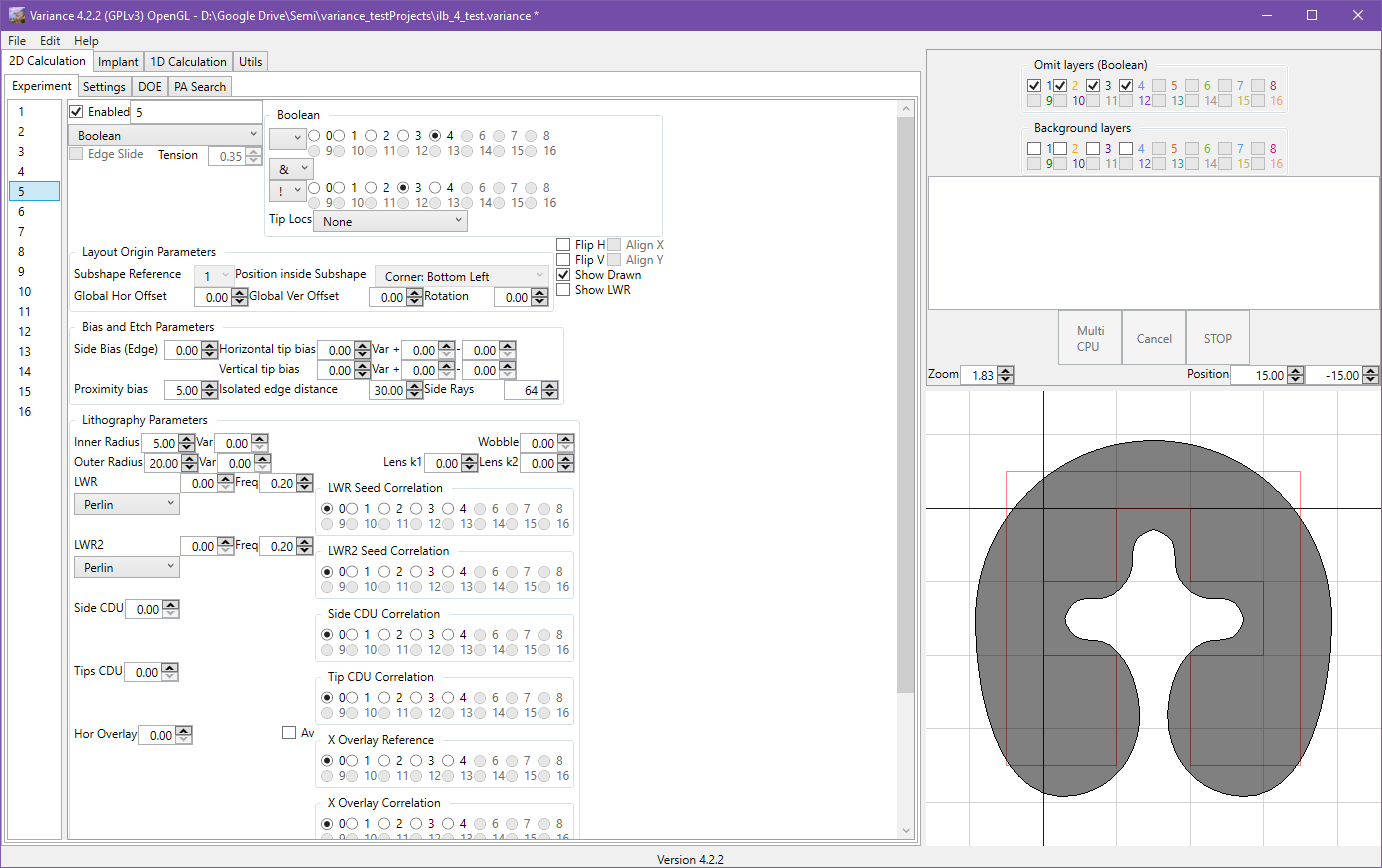 Variance 4.2.2 (GPLv3) OpenGL - D:\Google Drive\Semi\variance_testProjects\ilb_4_test.variance *
File Edit Help
2D Calculation Implant 1D Calculation Utils
Experiment Settings DOE PA Search
1
2
3
4
5
6
7
8
9
10
11
12
13
14
15
16
Enabled 5
Boolean
Edge Slide Tension 0.35
Boolean
0 1 2 3 4 6 7 8
9 10 11 12 13 14 15 16
&
! 0 1 2 3 4 6 7 8
9 10 11 12 13 14 15 16
Tip Locs None
Layout Origin Parameters
Subshape Reference 1 Position inside Subshape Corner: Bottom Left
Global Hor Offset 0.00 Global Ver Offset 0.00 Rotation 0.00
Flip H Align X
Flip V Align Y
Show Drawn
Show LWR
Bias and Etch Parameters
Side Bias (Edge) 0.00 Horizontal tip bias 0.00 Var + 0.00 - 0.00
Vertical tip bias 0.00 Var + 0.00 - 0.00
Proximity bias 5.00 Isolated edge distance 30.00 Side Rays 64
Lithography Parameters
Inner Radius 5.00 Var 0.00 Wobble 0.00
Outer Radius 20.00 Var 0.00 Lens k1 0.00 Lens k2 0.00
LWR 0.00 Freq 0.20
Perlin
LWR Seed Correlation
0 1 2 3 4 6 7 8
9 10 11 12 13 14 15 16
LWR2 0.00 Freq 0.20
Perlin
LWR2 Seed Correlation
0 1 2 3 4 6 7 8
9 10 11 12 13 14 15 16
Side CDU 0.00
Side CDU Correlation
0 1 2 3 4 6 7 8
9 10 11 12 13 14 15 16
Tips CDU 0.00
Tip CDU Correlation
0 1 2 3 4 6 7 8
9 10 11 12 13 14 15 16
Hor Overlay 0.00 Av
X Overlay Reference
0 1 2 3 4 6 7 8
9 10 11 12 13 14 15 16
X Overlay Correlation
0 1 2 3 4 6 7 8
9 10 11 12 13 14 15 16
Omit layers (Boolean)
1 2 3 4 5 6 7 8
9 10 11 12 13 14 15 16
Background layers
1 2 3 4 5 6 7 8
9 10 11 12 13 14 15 16
Multi
CPU
Cancel
STOP
Zoom 1.83 Position 15.00 -15.00
Version 4.2.2